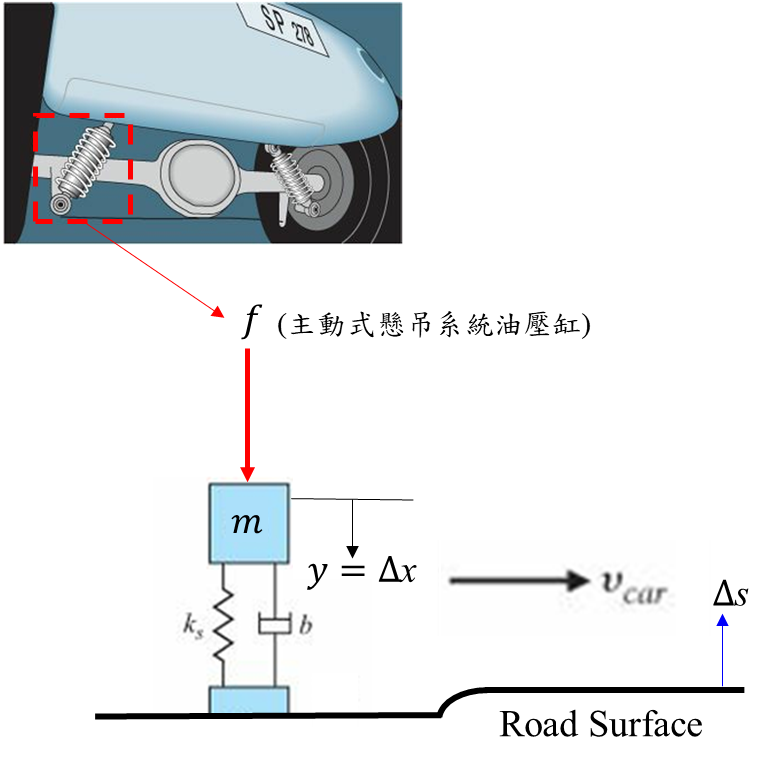 SP 278
f (主動式懸吊系統油壓缸)
m
y = Δx
v_car
Δs
k_s
b
Road Surface